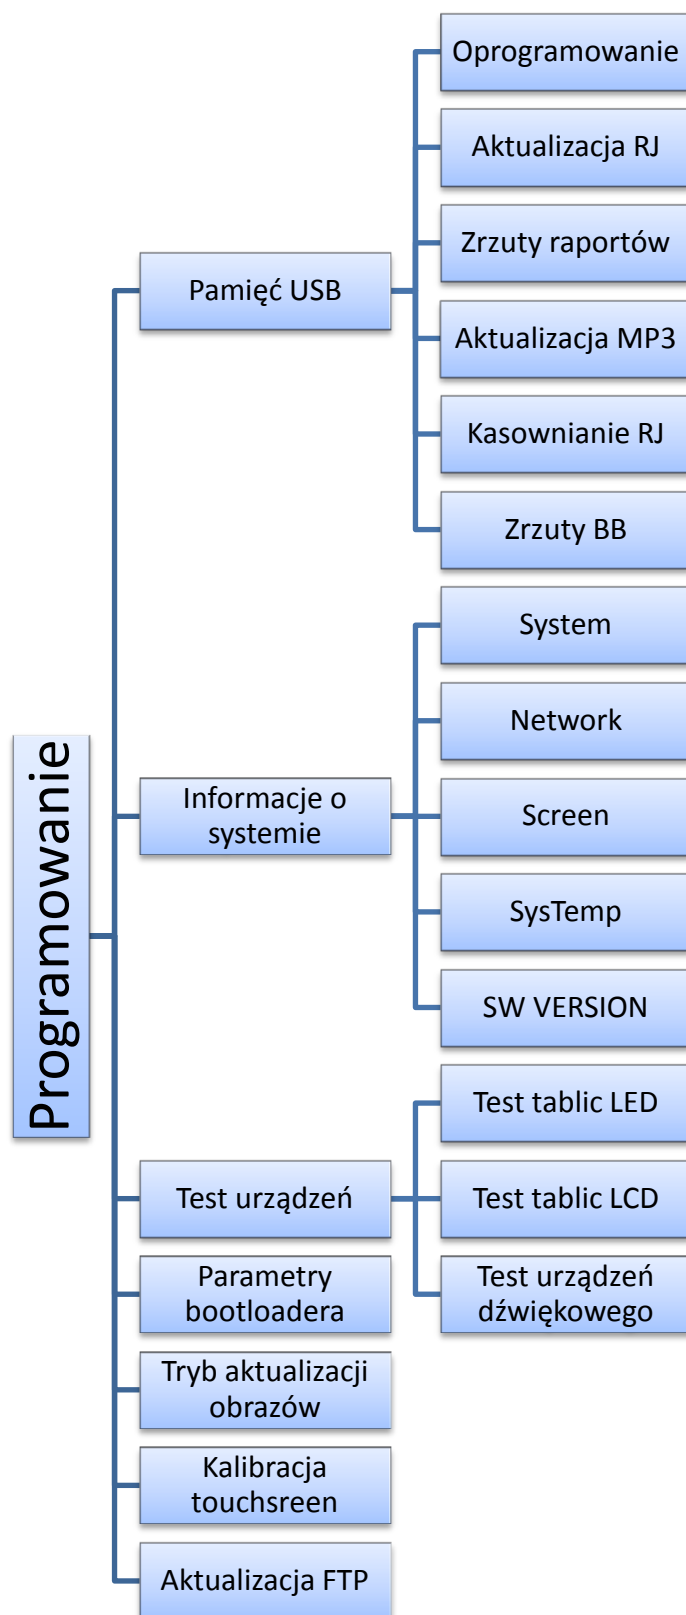 Programowanie
Pamięć USB
Oprogramowanie
Aktualizacja RJ
Zrzuty raportów
Aktualizacja MP3
Kasownianie RJ
Zrzuty BB
Informacje o
systemie
System
Network
Screen
SysTemp
SW VERSION
Test urządzeń
Test tablic LED
Test tablic LCD
Test urządzeń
dźwiękowego
Parametry
bootloadera
Tryb aktualizacji
obrazów
Kalibracja
touchsreen
Aktualizacja FTP